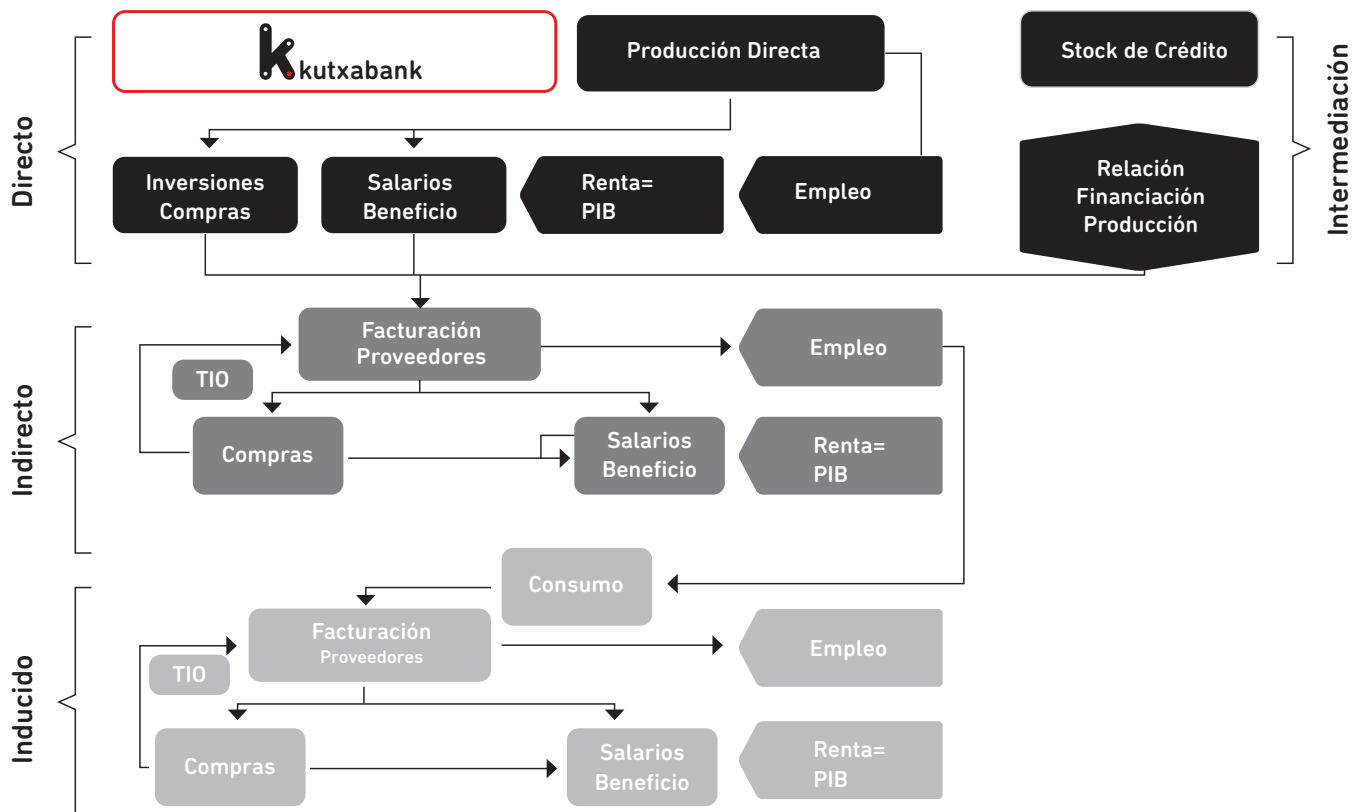 kutxabank
Producción Directa
Stock de Crédito
Directo
Intermediación
Inversiones
Compras
Salarios
Beneficio
Renta=
PIB
Empleo
Relación
Financiación
Producción
Indirecto
Facturación
Proveedores
Empleo
TIO
Compras
Salarios
Beneficio
Renta=
PIB
Inducido
Consumo
Facturación
Proveedores
Empleo
TIO
Compras
Salarios
Beneficio
Renta=
PIB